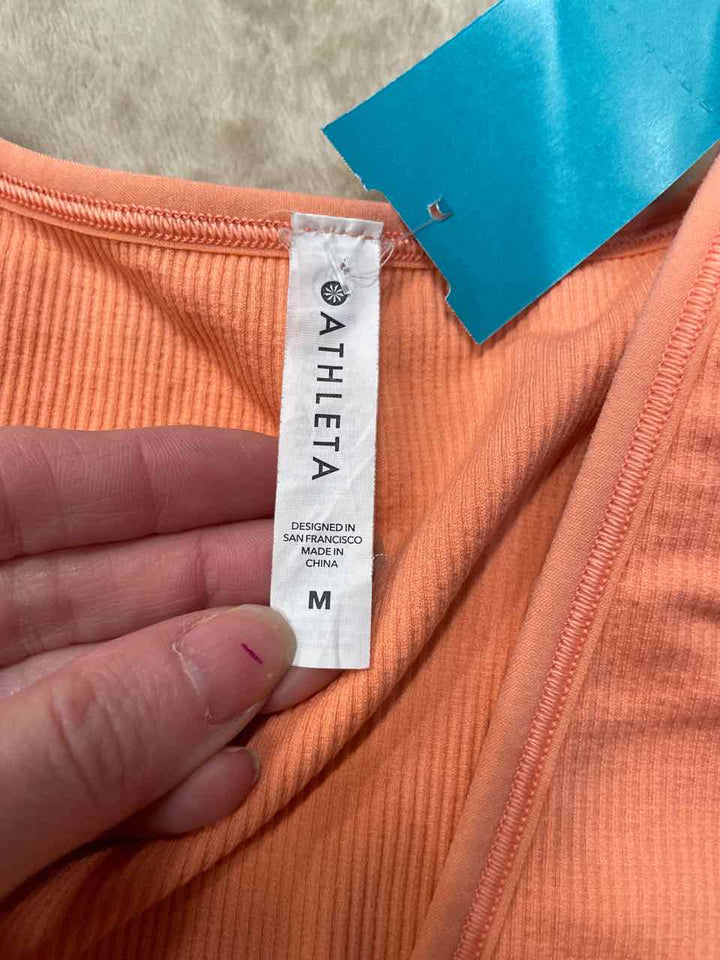 ATHLETA
DESIGNED IN
SAN FRANCISCO
MADE IN
CHINA
M